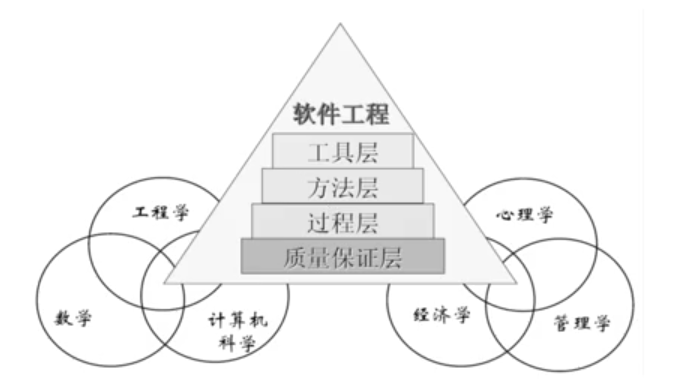 软件工程
工具层
方法层
过程层
质量保证层
工程学
数学
计算机
科学
心理学
经济学
管理学